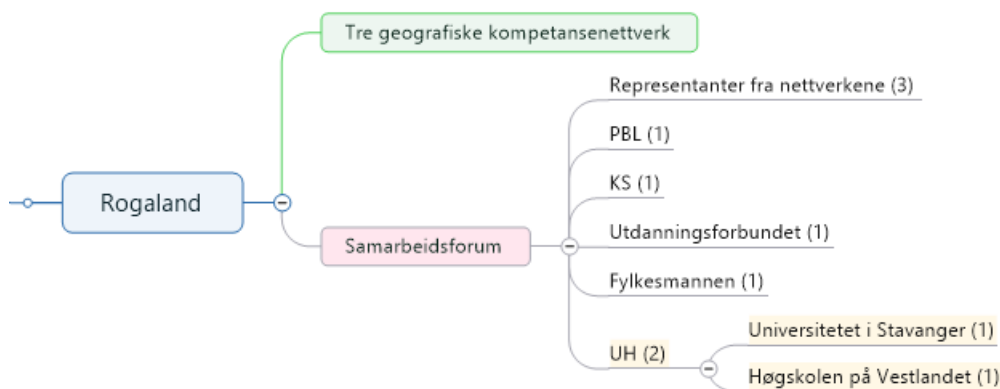 Tre geografiske kompetansenettverk
Representanter fra nettverkene (3)
PBL (1)
KS (1)
Rogaland
Utdanningsforbundet (1)
Samarbeidsforum
Fylkesmannen (1)
Universitetet i Stavanger (1)
UH (2)
Høgskolen på Vestlandet (1)